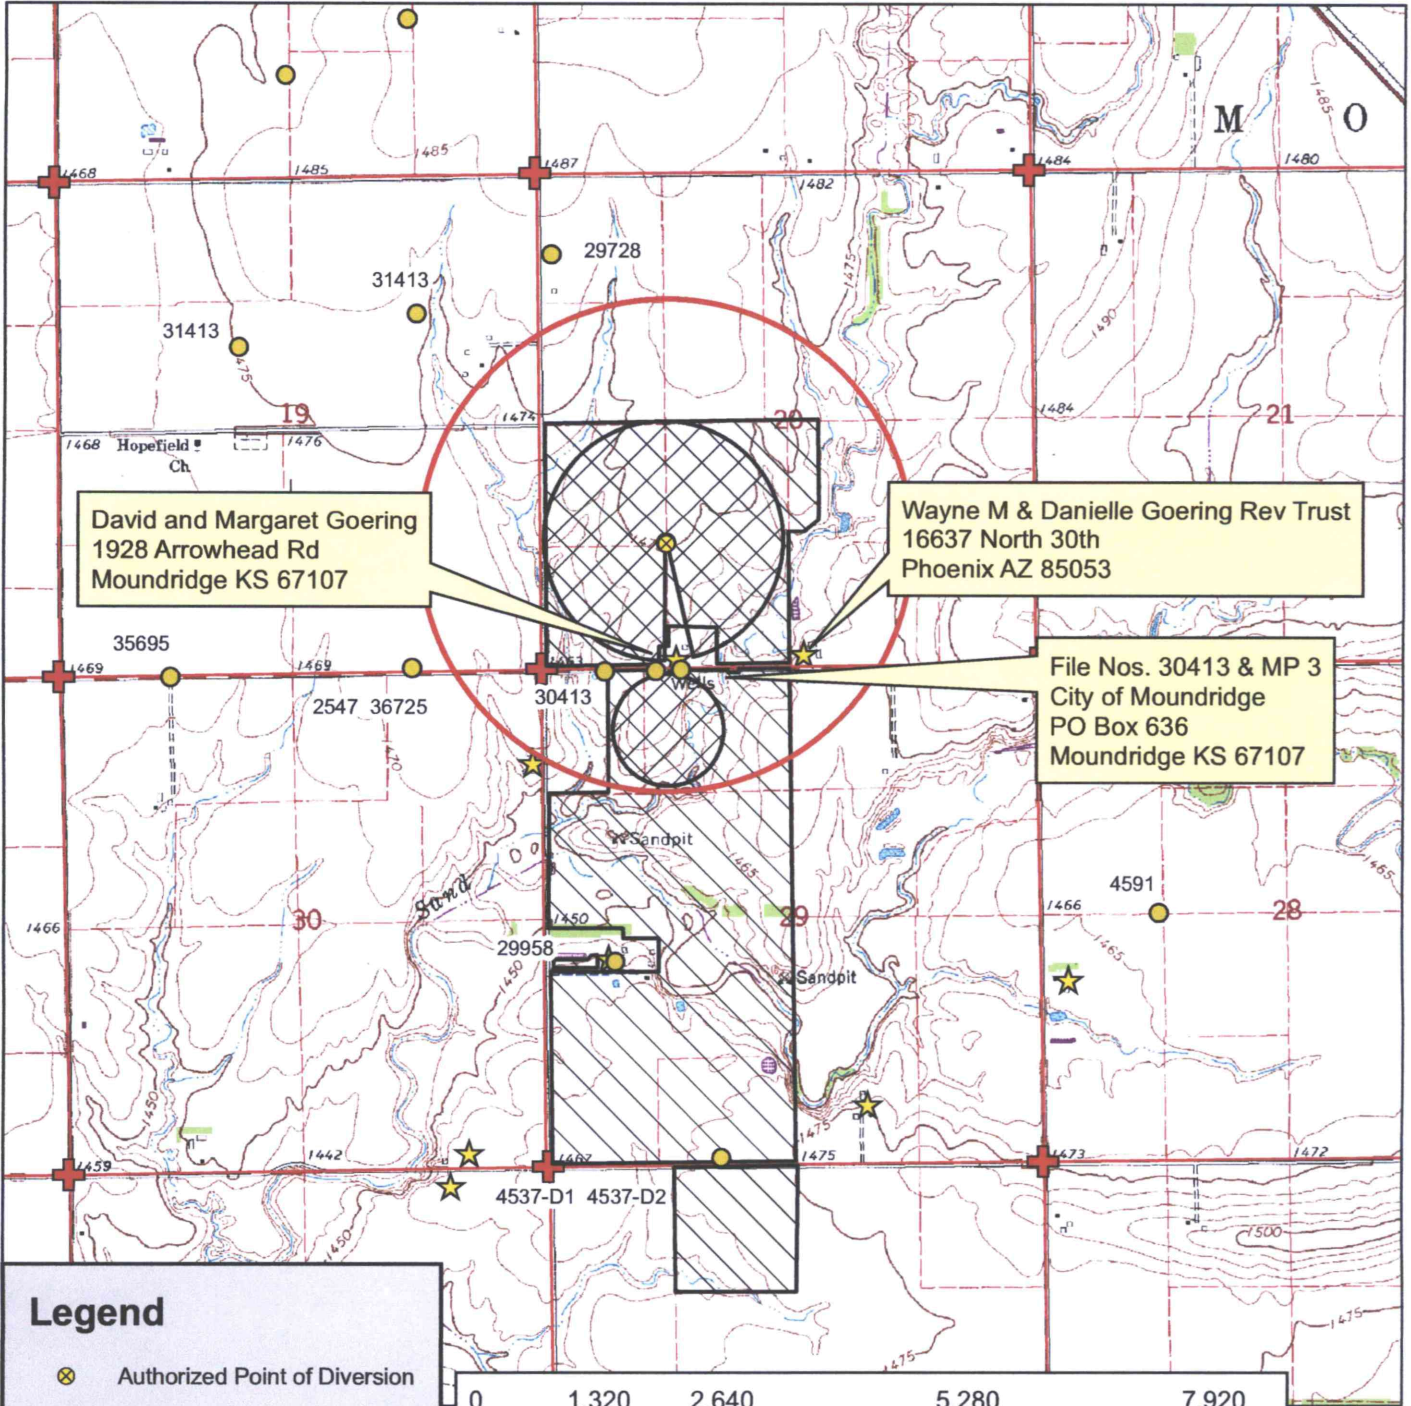 M O
1485
1468
1485
1485
1487
1482
1484
1480
29728
31413
31413
1475
1475
1490
19
1474
20
1484
21
1468
Hopefield
Ch
1476
David and Margaret Goering
1928 Arrowhead Rd
Moundridge KS 67107
Wayne M & Danielle Goering Rev Trust
16637 North 30th
Phoenix AZ 85053
35695
1469
1469
2547 36725
30413
Wells
File Nos. 30413 & MP 3
City of Moundridge
PO Box 636
Moundridge KS 67107
1470
Sandpit
1465
1465
Sand
4591
1466
30
1450
29
1466
28
29958
1450
Sandpit
1465
1450
1475
1459
1442
1467
1475
1473
1472
4537-D1 4537-D2
1450
1500
1475
1475
Legend
Authorized Point of Diversion
0 1,320 2,640 5,280 7,920